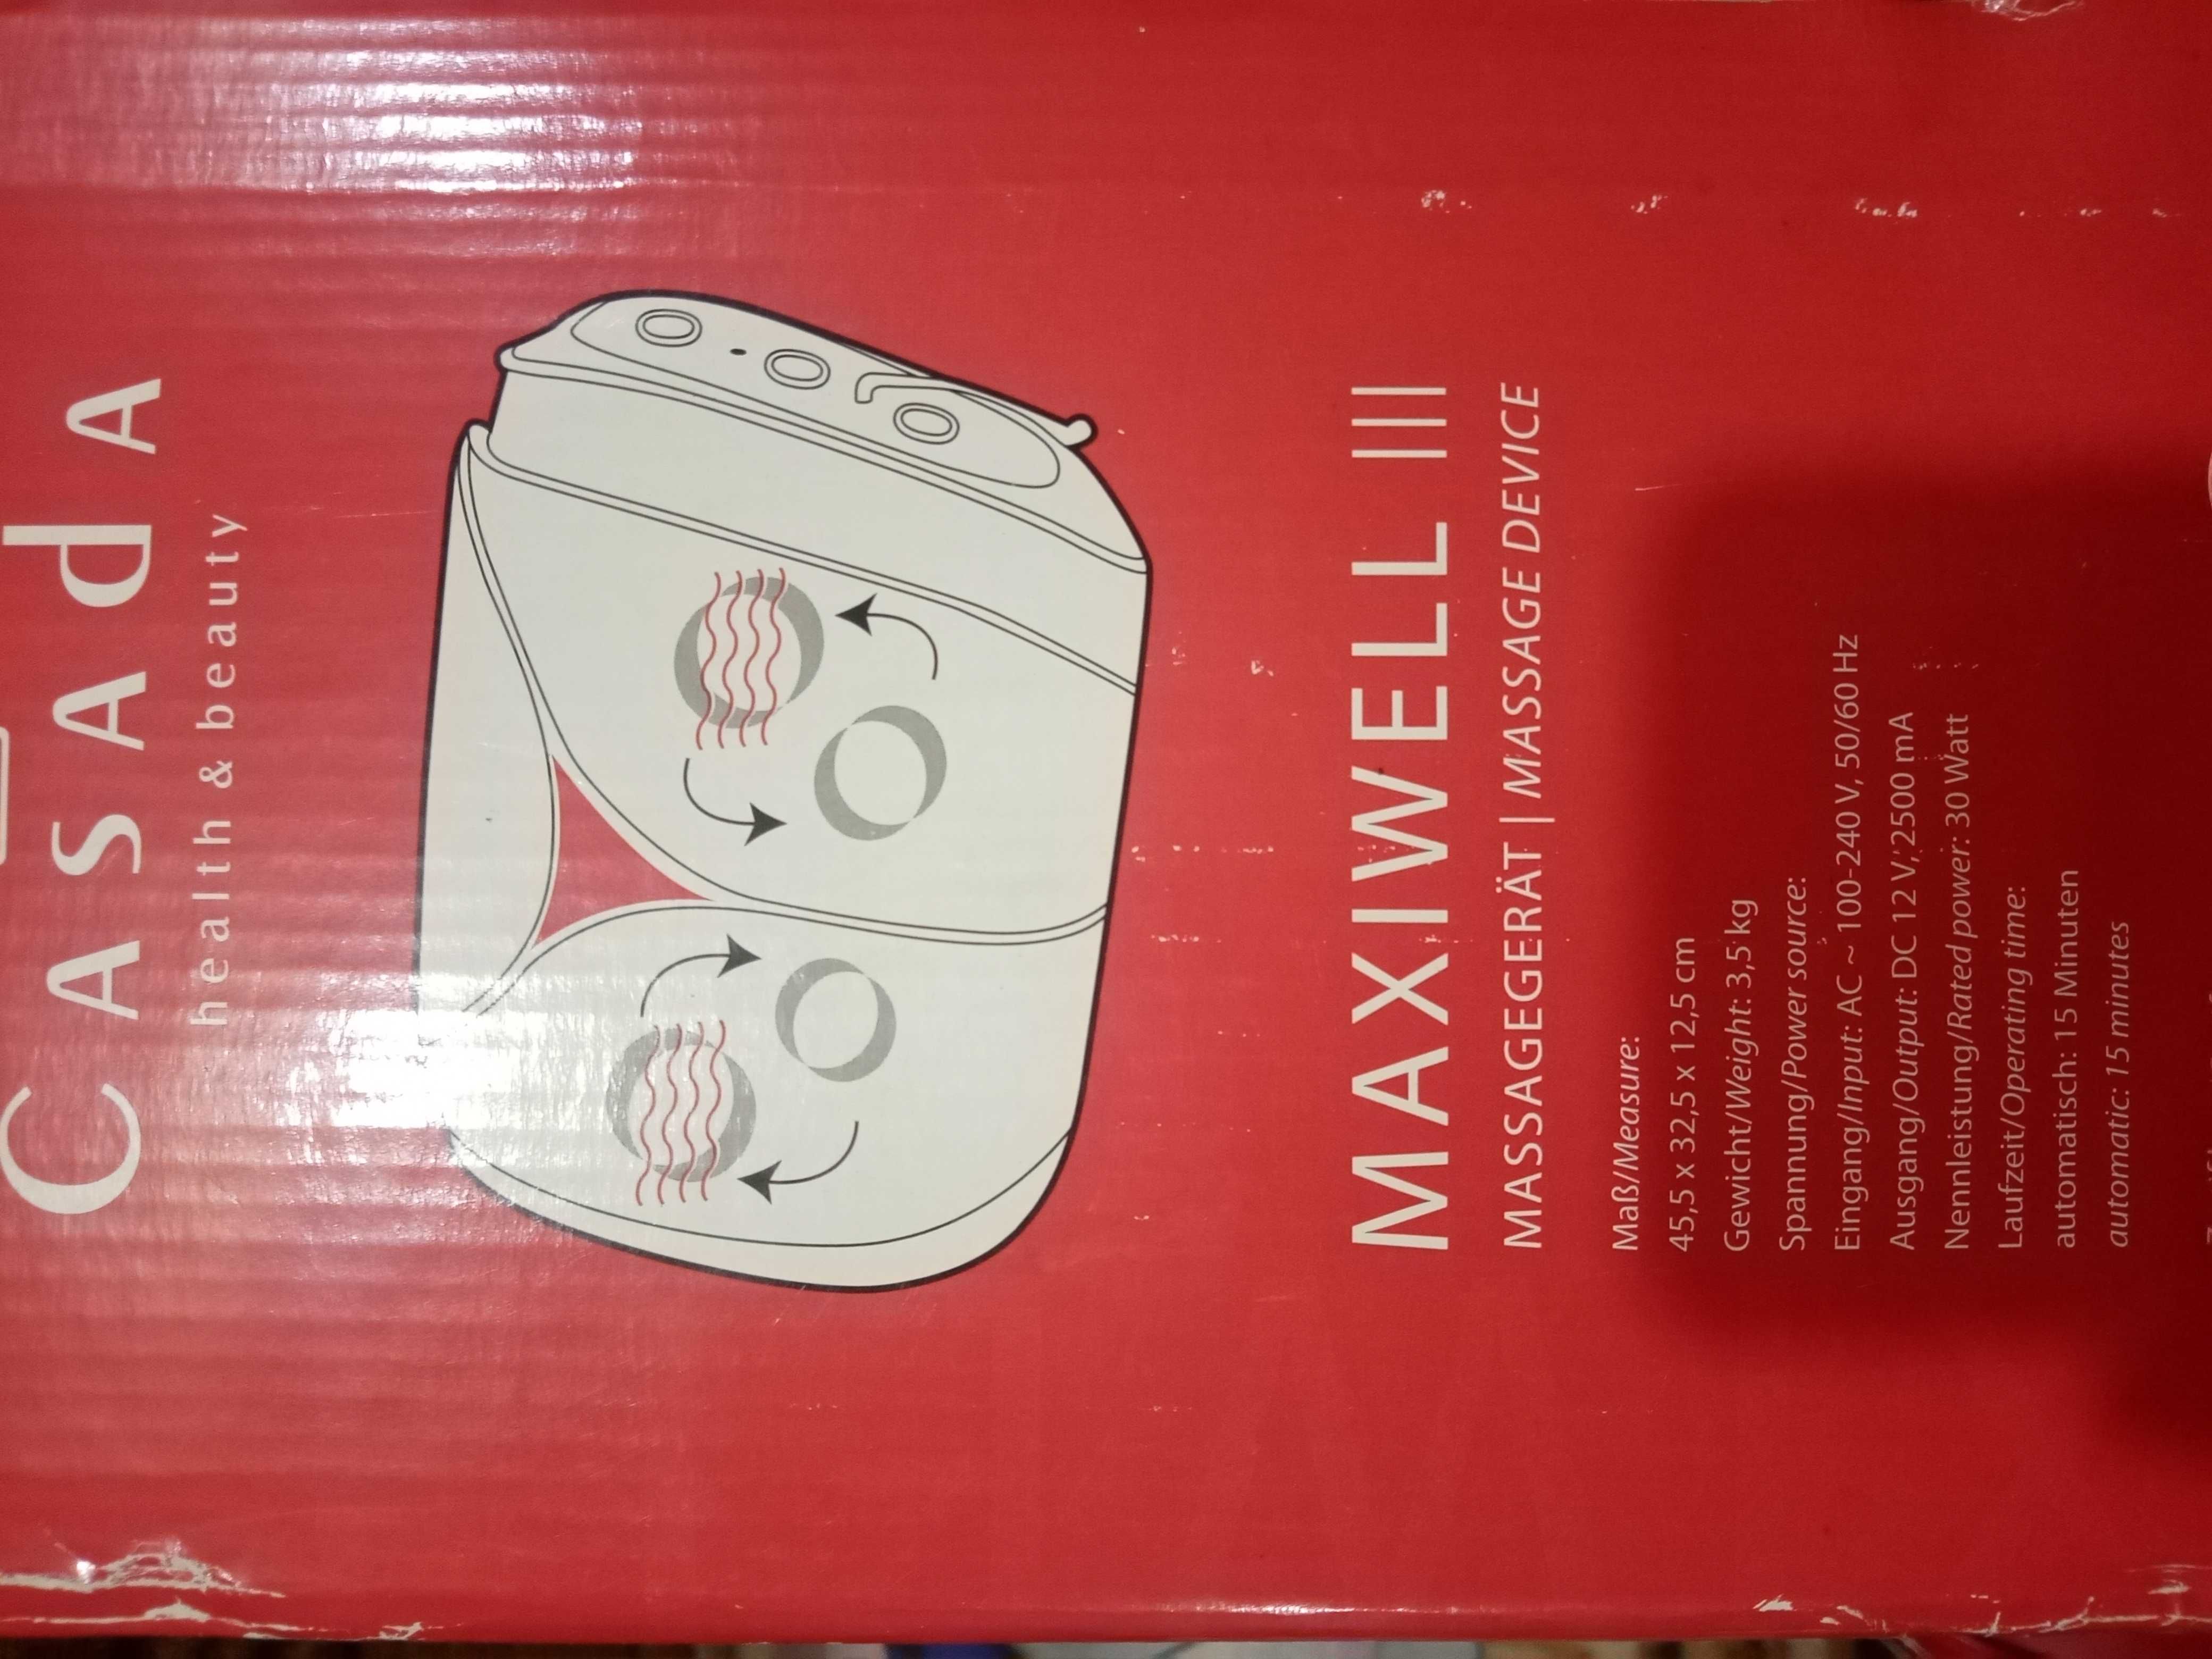 CASAdA
health & beauty
MAXIWELL III
MASSAGEGERÄT | MASSAGE DEVICE
Maß/Measure:
45,5 x 32,5 x 12,5 cm
Gewicht/Weight: 3,5 kg
Spannung/Power source:
Eingang/Input: AC ~ 100-240 V, 50/60 Hz
Ausgang/Output: DC 12 V, 2500 mA
Nennleistung/Rated power: 30 Watt
Laufzeit/Operating time:
automatisch: 15 Minuten
automatic: 15 minutes